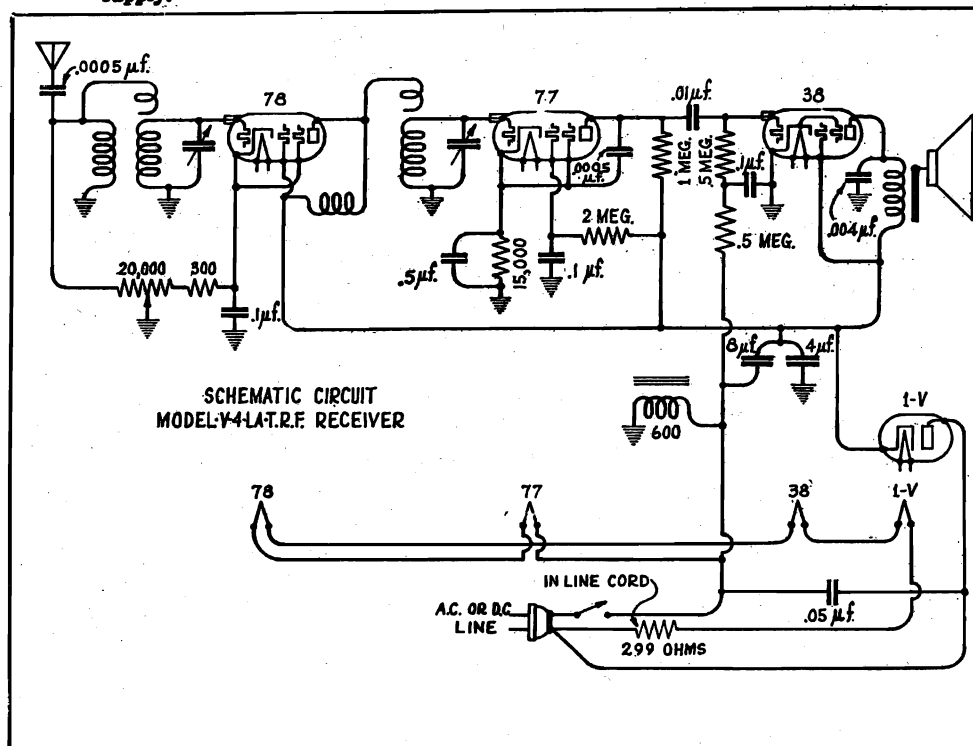 supply.
.0005 µf.
78
77
.01µf.
38
.0005 µf.
1 MEG.
.5 MEG.
.1µf
.004µf.
2 MEG.
.5 MEG.
20,000
300
.1µf.
.5µf.
15,000
.1 µf.
8µf.
4µf.
SCHEMATIC CIRCUIT
MODEL·V-4-LA·T.R.F. RECEIVER
600
1-V
78
77
38
1-V
IN LINE CORD
A.C. OR D.C.
LINE
299 OHMS
.05 µf.